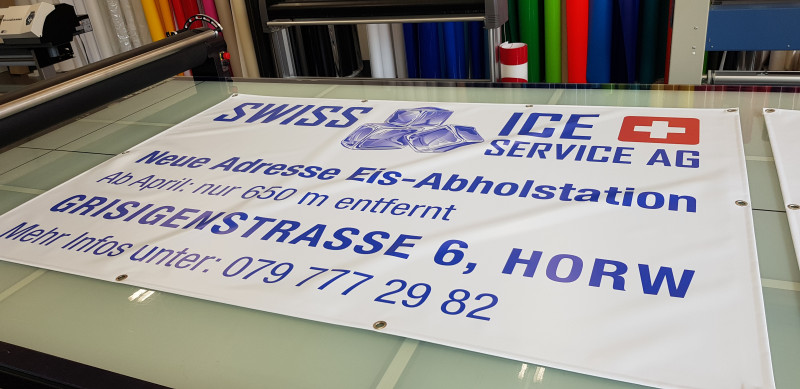 SWISS ICE
SERVICE AG
Neue Adresse Eis-Abholstation
Ab April: nur 650 m entfernt
GRISIGENSTRASSE 6, HORW
Mehr Infos unter: 079 777 29 82